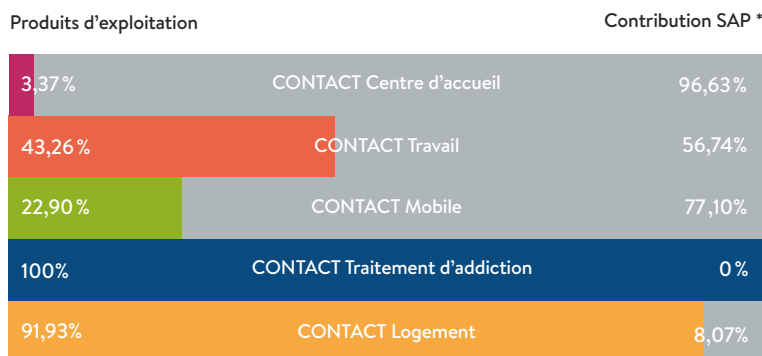 Produits d’exploitation Contribution SAP *
3,37 % CONTACT Centre d’accueil 96,63%
43,26 % CONTACT Travail 56,74%
22,90 % CONTACT Mobile 77,10%
100% CONTACT Traitement d’addiction 0 %
91,93% CONTACT Logement 8,07%